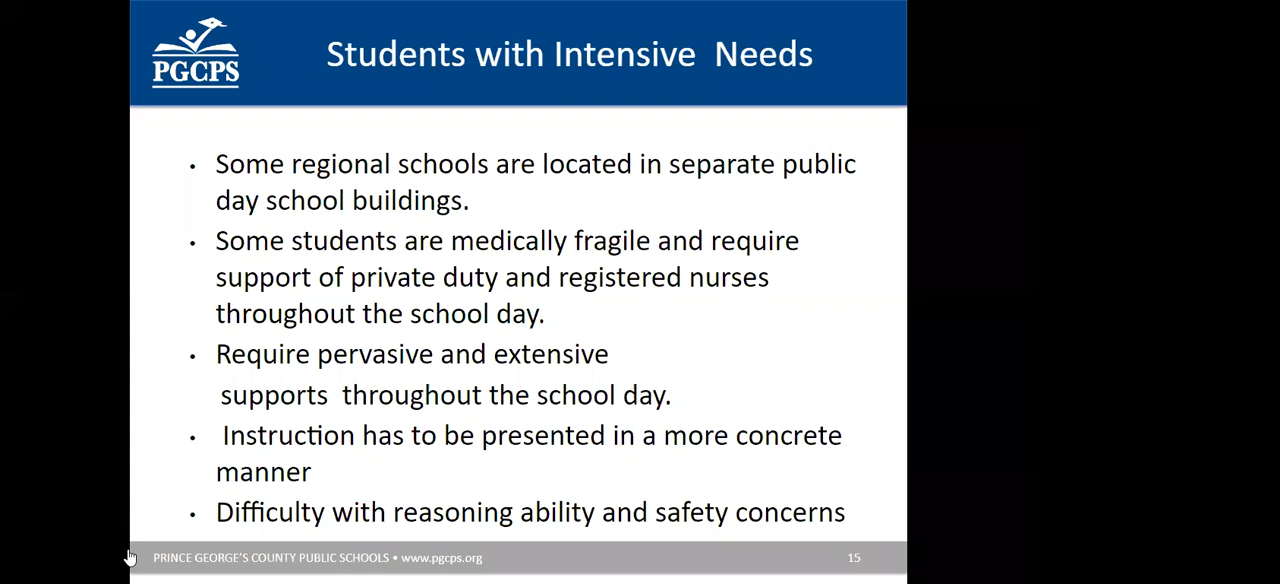 PGCPS
Students with Intensive Needs
• Some regional schools are located in separate public
day school buildings.
• Some students are medically fragile and require
support of private duty and registered nurses
throughout the school day.
• Require pervasive and extensive
supports throughout the school day.
• Instruction has to be presented in a more concrete
manner
• Difficulty with reasoning ability and safety concerns
PRINCE GEORGE'S COUNTY PUBLIC SCHOOLS • www.pgcps.org 15